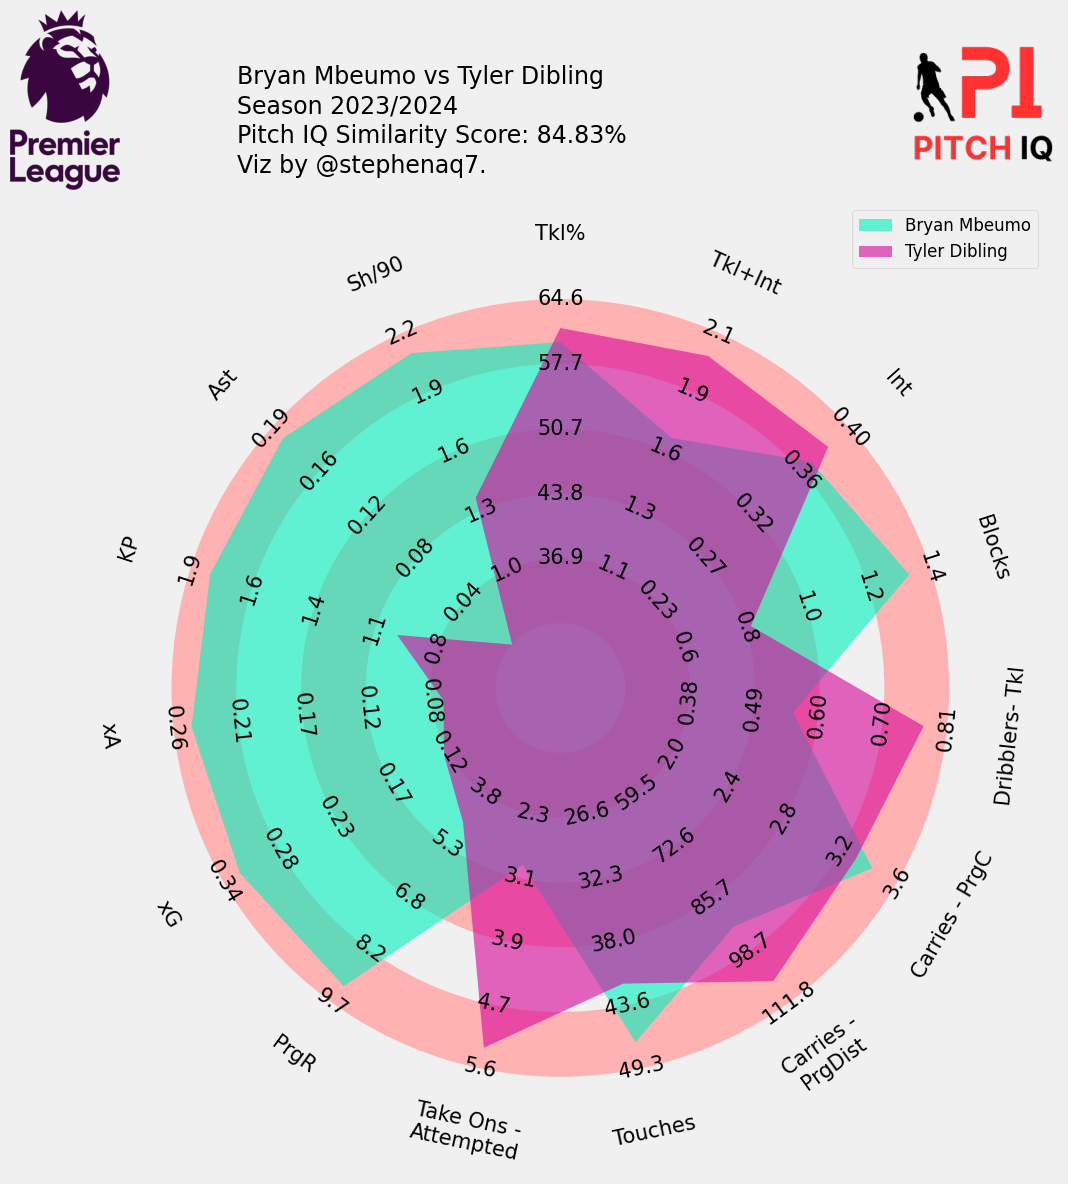 Premier
League
Bryan Mbeumo vs Tyler Dibling
Season 2023/2024
Pitch IQ Similarity Score: 84.83%
Viz by @stephenaq7.
PI
PITCH IQ
Bryan Mbeumo
Tyler Dibling
Tkl%
64.6
57.7
50.7
43.8
36.9
Tkl+Int
2.1
1.9
1.6
1.3
1.1
Int
0.40
0.36
0.32
0.27
0.23
Blocks
1.4
1.2
1.0
0.8
0.6
Dribblers- Tkl
0.81
0.70
0.60
0.49
0.38
Carries - PrgC
3.6
3.2
2.8
2.4
2.0
Carries -
PrgDist
111.8
98.7
85.7
72.6
59.5
Touches
49.3
43.6
38.0
32.3
26.6
Take Ons -
Attempted
5.6
4.7
3.9
3.1
2.3
PrgR
9.7
8.2
6.8
5.3
3.8
xG
0.34
0.28
0.23
0.17
0.12
xA
0.26
0.21
0.17
0.12
0.08
KP
1.9
1.6
1.4
1.1
0.8
Ast
0.19
0.16
0.12
0.08
0.04
Sh/90
2.2
1.9
1.6
1.3
1.0